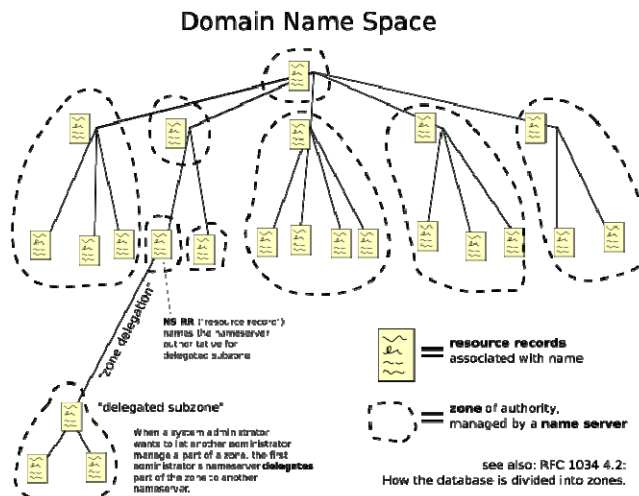 Domain Name Space
"zone delegation"
NS RR ("resource record")
names the nameserver
authoritative for
delegated subzone
resource records
associated with name
"delegated subzone"
When a system administrator
wants to let another administrator
manage a part of a zone, the first
administrator's nameserver delegates
part of the zone to another
nameserver.
zone of authority,
managed by a name server
see also: RFC 1034 4.2:
How the database is divided into zones.